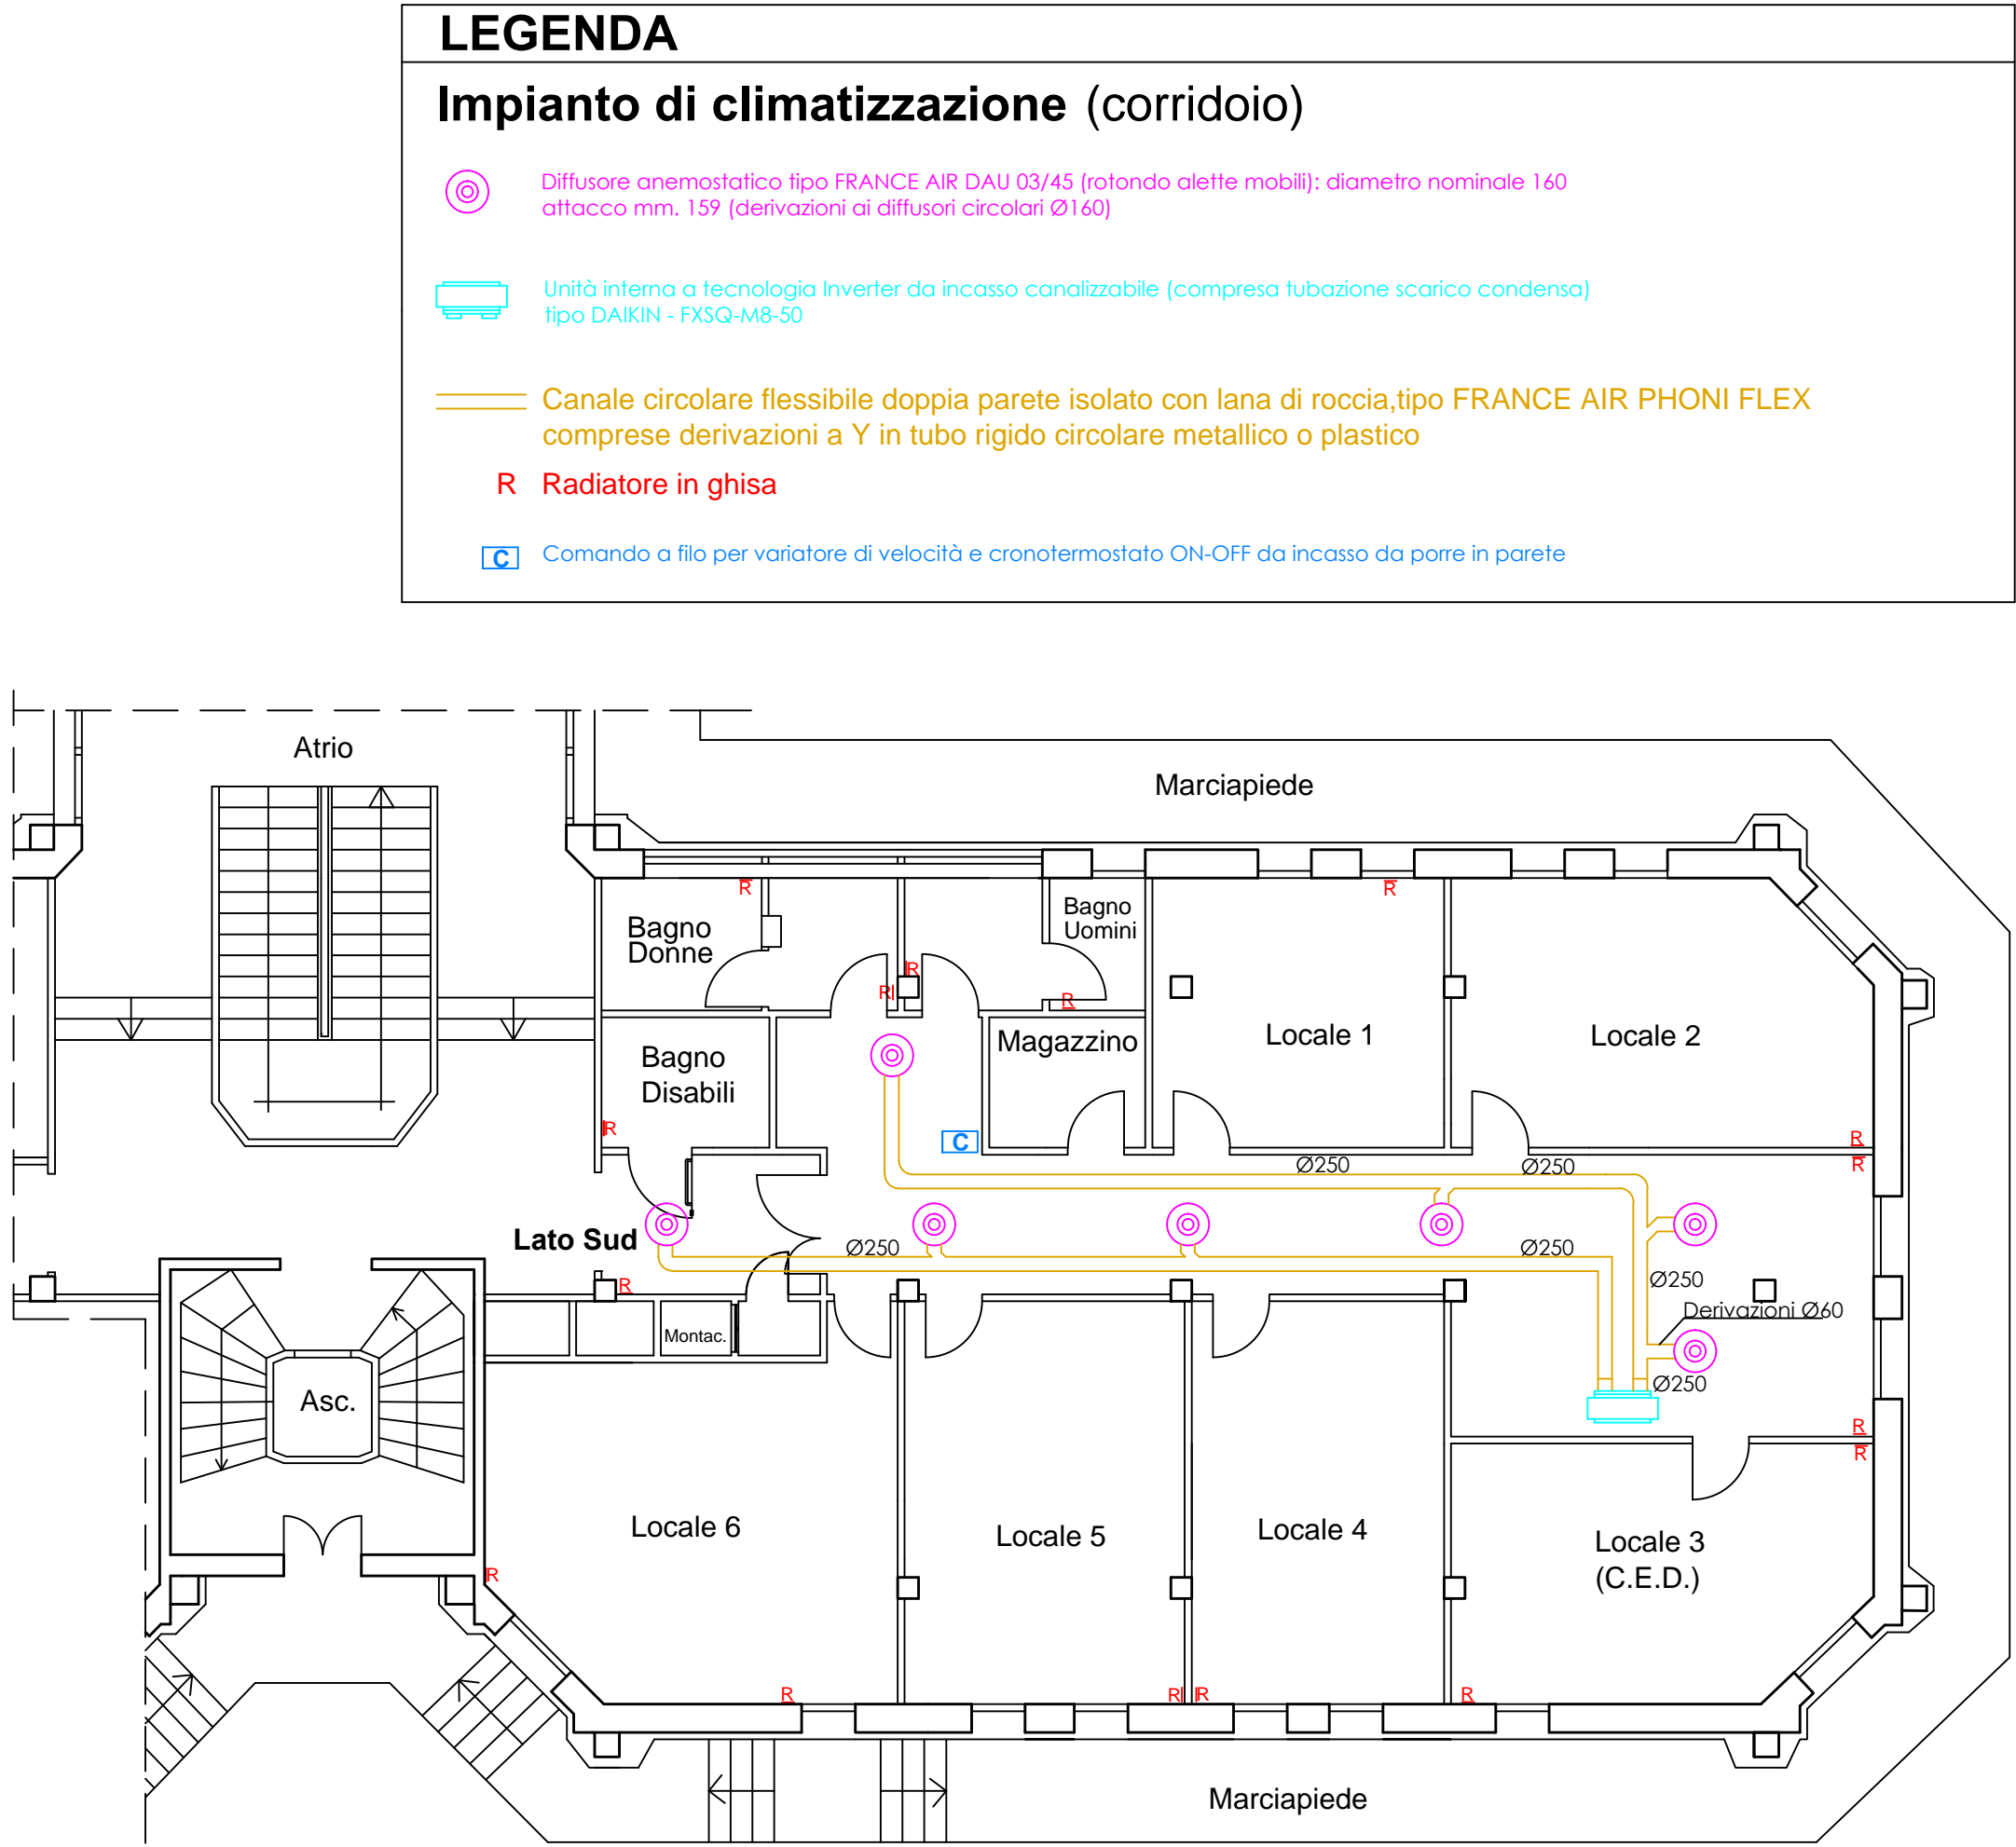 LEGENDA
Impianto di climatizzazione (corridoio)
Diffusore anemostatico tipo FRANCE AIR DAU 03/45 (rotondo alette mobili): diametro nominale 160
attacco mm. 159 (derivazioni ai diffusori circolari Ø160)
Unità interna a tecnologia Inverter da incasso canalizzabile (compresa tubazione scarico condensa)
tipo DAIKIN - FXSQ-M8-50
Canale circolare flessibile doppia parete isolato con lana di roccia,tipo FRANCE AIR PHONI FLEX
comprese derivazioni a Y in tubo rigido circolare metallico o plastico
R Radiatore in ghisa
C Comando a filo per variatore di velocità e cronotermostato ON-OFF da incasso da porre in parete
Atrio
Marciapiede
R
R
Bagno
Donne
Bagno
Uomini
R
R
R
Locale 1
Locale 2
Magazzino
Bagno
Disabili
R
C
R
R
Ø250
Ø250
Lato Sud
Ø250
Ø250
Ø250
R
Derivazioni Ø60
Montac.
Ø250
Asc.
R
R
Locale 6
Locale 5
Locale 4
Locale 3
(C.E.D.)
R
R
R
R
R
Marciapiede